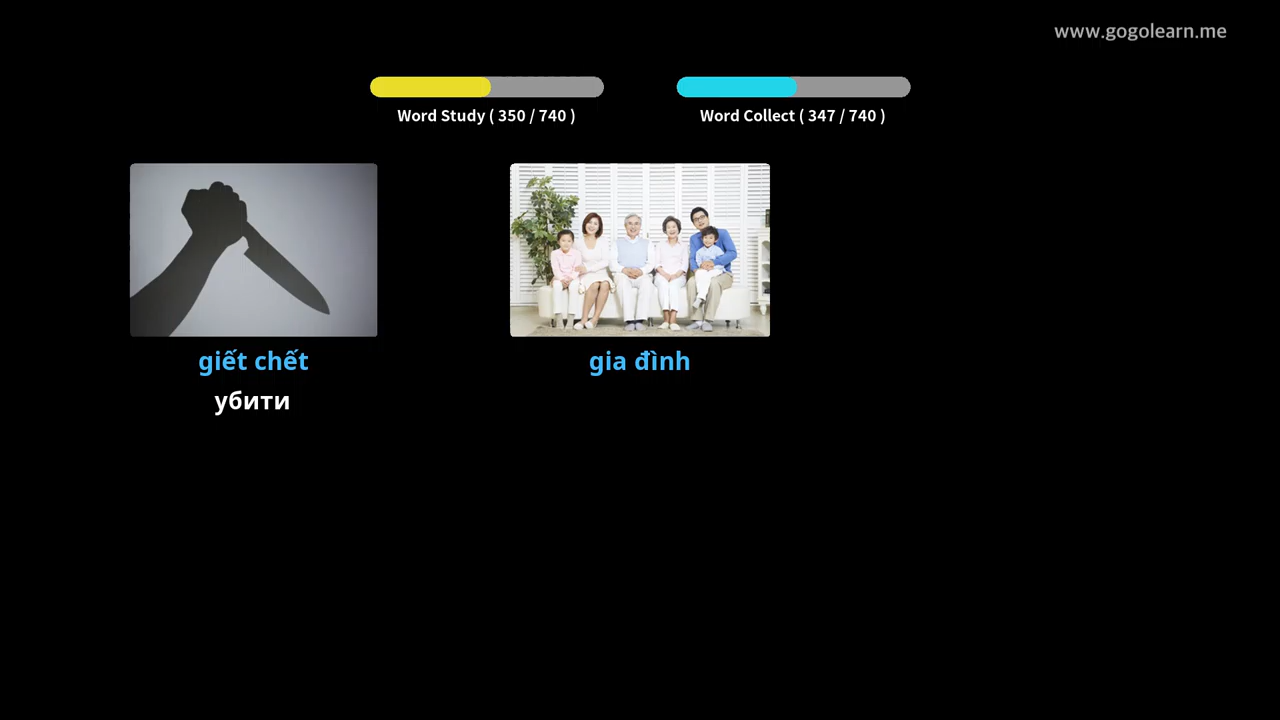 www.gogolearn.me
Word Study ( 350 / 740 )
Word Collect ( 347 / 740 )
giết chết
gia đình
убити